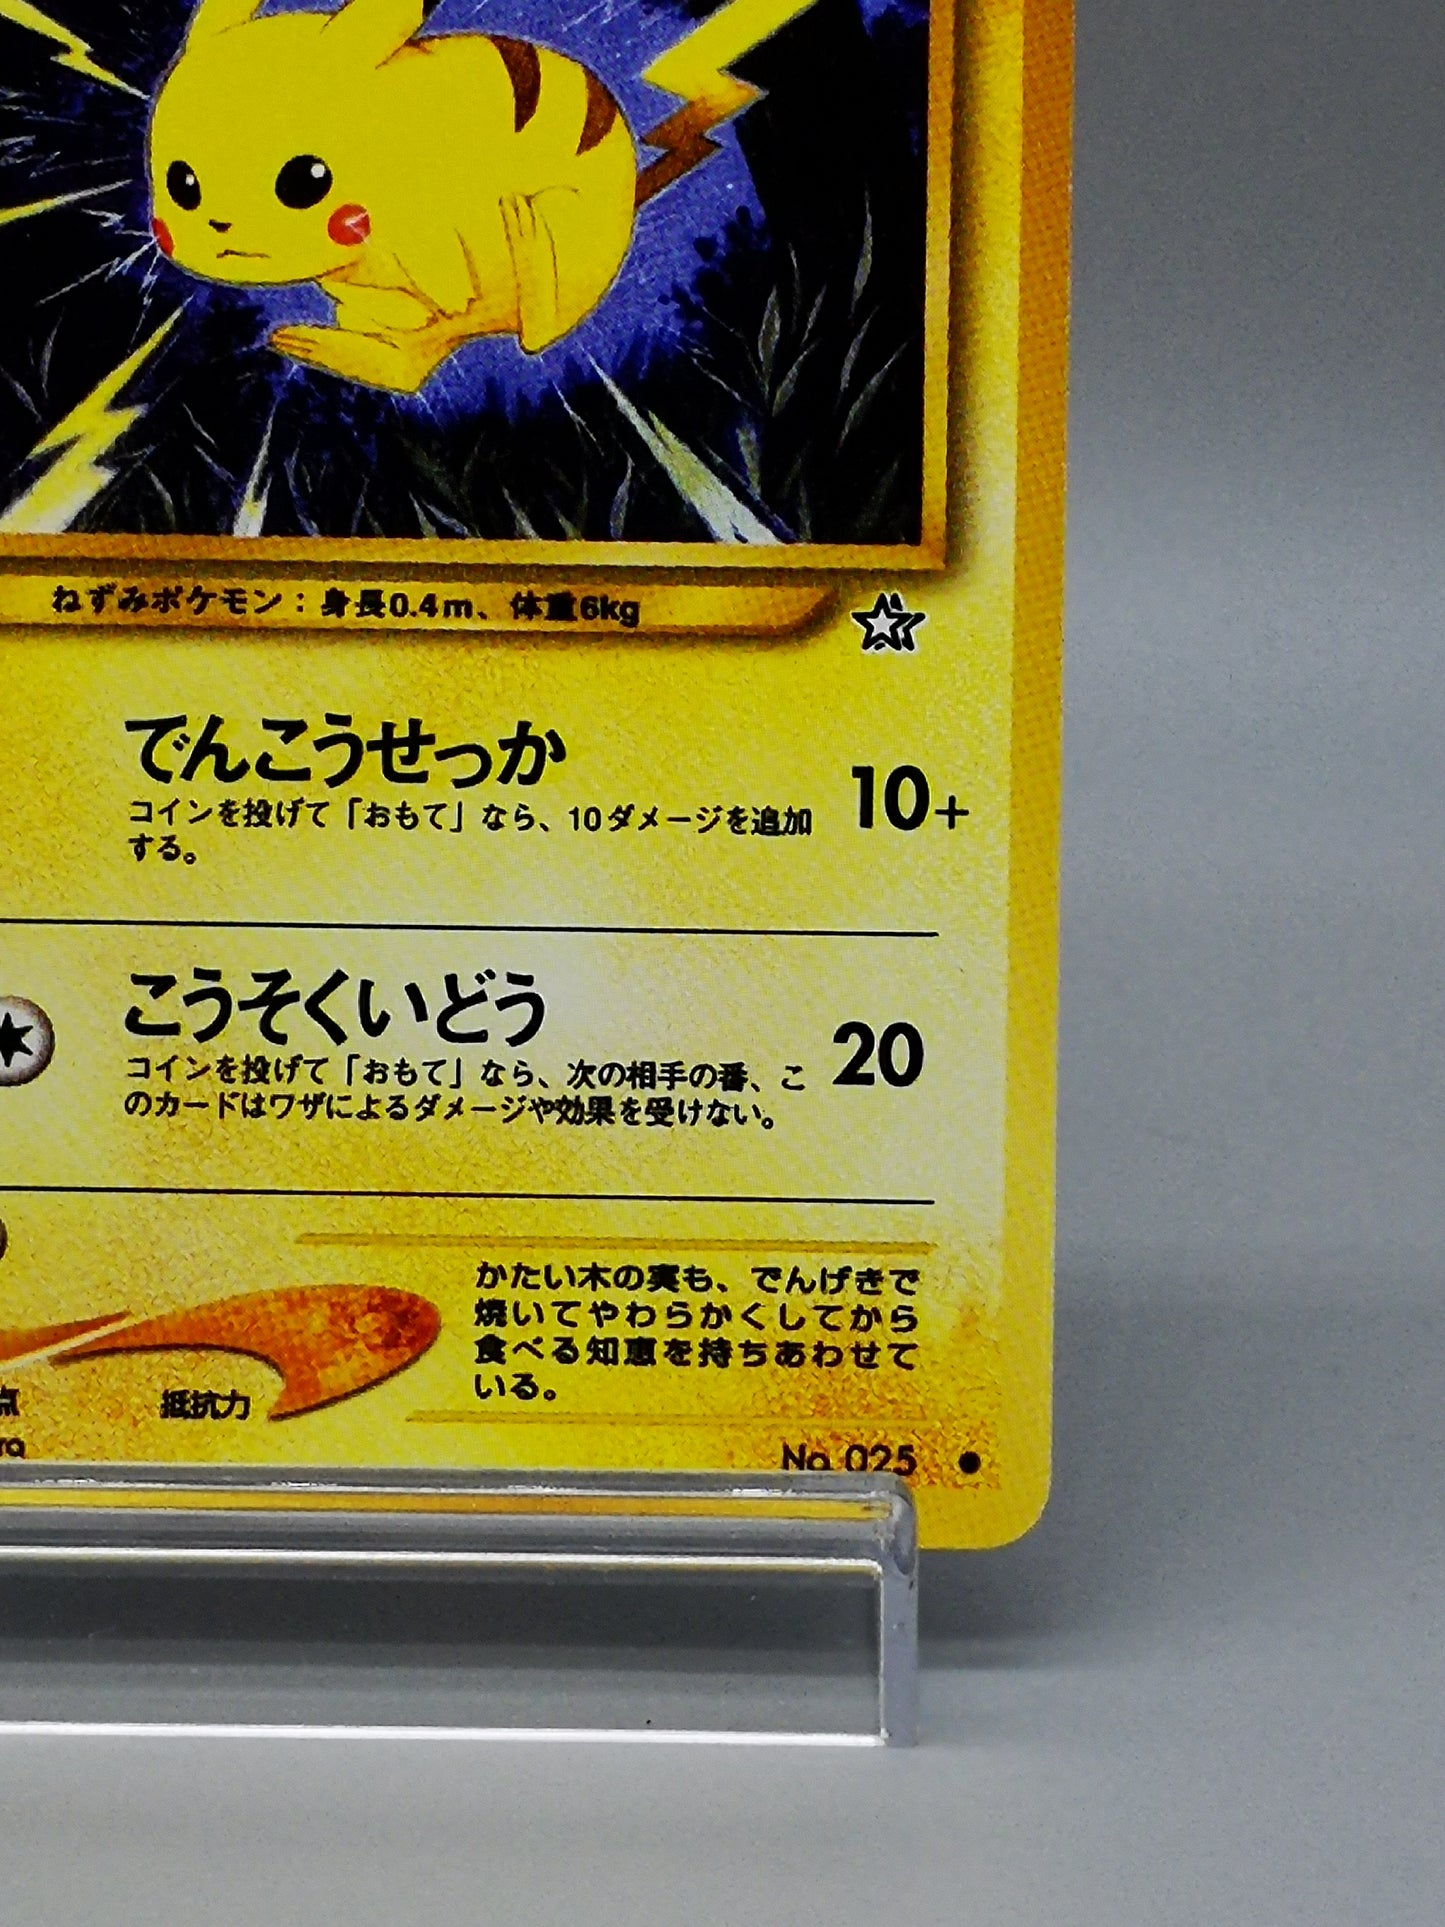 ねずみポケモン：身長0.4m、体重6kg
でんこうせっか
10+
コインを投げて「おもて」なら、10ダメージを追加
する。
こうそくいどう
20
コインを投げて「おもて」なら、次の相手の番、こ
のカードはワザによるダメージや効果を受けない。
かたい木の実も、でんげきで
焼いてやわらかくしてから
食べる知恵を持ちあわせて
いる。
点
抵抗力
No. 025 ●